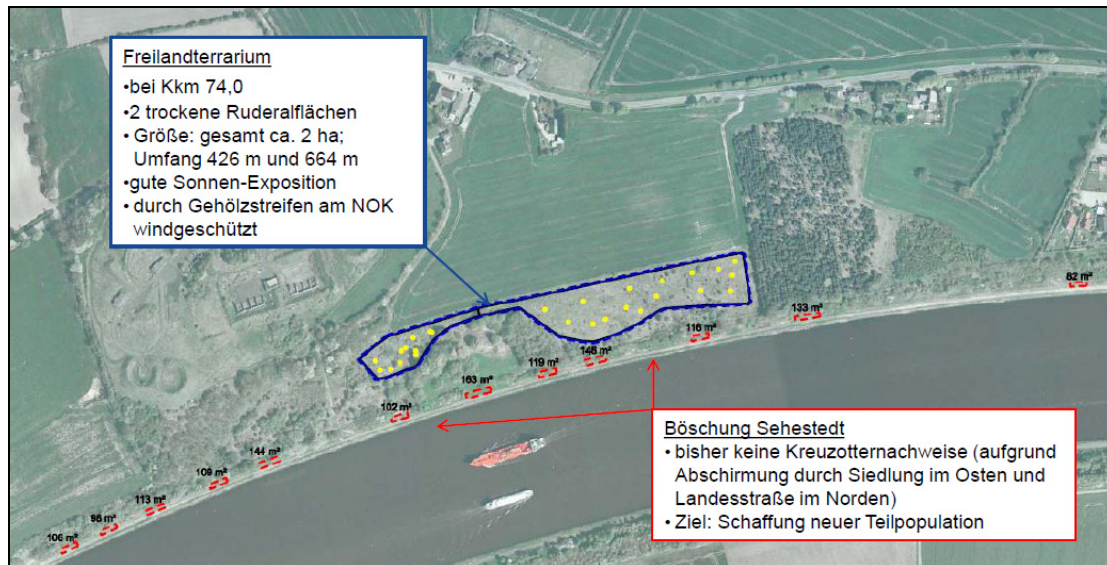 Freilandterrarium
•bei Kkm 74,0
•2 trockene Ruderalflächen
• Größe: gesamt ca. 2 ha;
Umfang 426 m und 664 m
•gute Sonnen-Exposition
• durch Gehölzstreifen am NOK
windgeschützt
82 m²
133 m²
116 m²
148 m²
119 m²
163 m²
102 m²
144 m²
109 m²
113 m²
98 m²
106 m²
Böschung Sehestedt
• bisher keine Kreuzotternachweise (aufgrund
Abschirmung durch Siedlung im Osten und
Landesstraße im Norden)
• Ziel: Schaffung neuer Teilpopulation